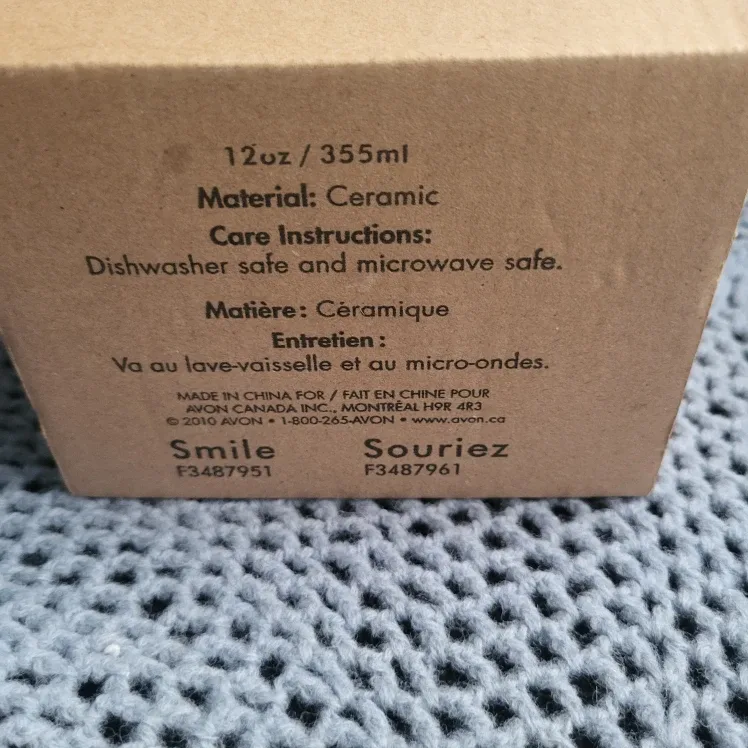 12oz / 355ml
Material: Ceramic
Care Instructions:
Dishwasher safe and microwave safe.
Matière: Céramique
Entretien:
Va au lave-vaisselle et au micro-ondes.
MADE IN CHINA FOR / FAIT EN CHINE POUR
AVON CANADA INC., MONTRÉAL H9R 4R3
© 2010 AVON • 1-800-265-AVON • www.avon.ca
Smile Souriez
F3487951 F3487961